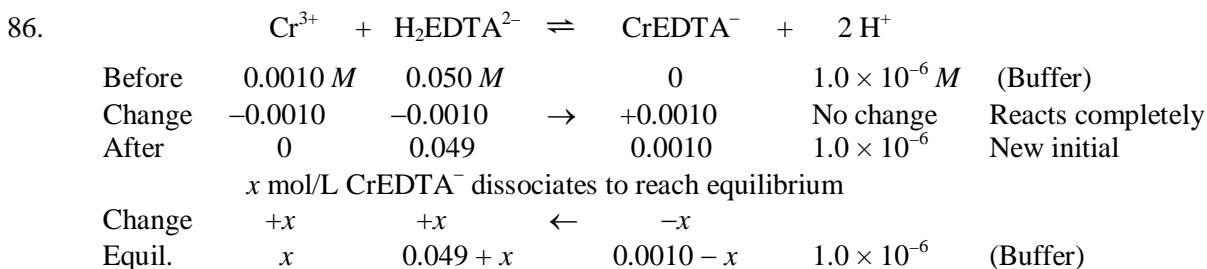 86. Cr³⁺ + H₂EDTA²⁻ ⇌ CrEDTA⁻ + 2 H⁺
Before 0.0010 M 0.050 M 0 1.0 × 10⁻⁶ M (Buffer)
Change −0.0010 −0.0010 → +0.0010 No change Reacts completely
After 0 0.049 0.0010 1.0 × 10⁻⁶ New initial
x mol/L CrEDTA⁻ dissociates to reach equilibrium
Change +x +x ← −x
Equil. x 0.049 + x 0.0010 − x 1.0 × 10⁻⁶ (Buffer)